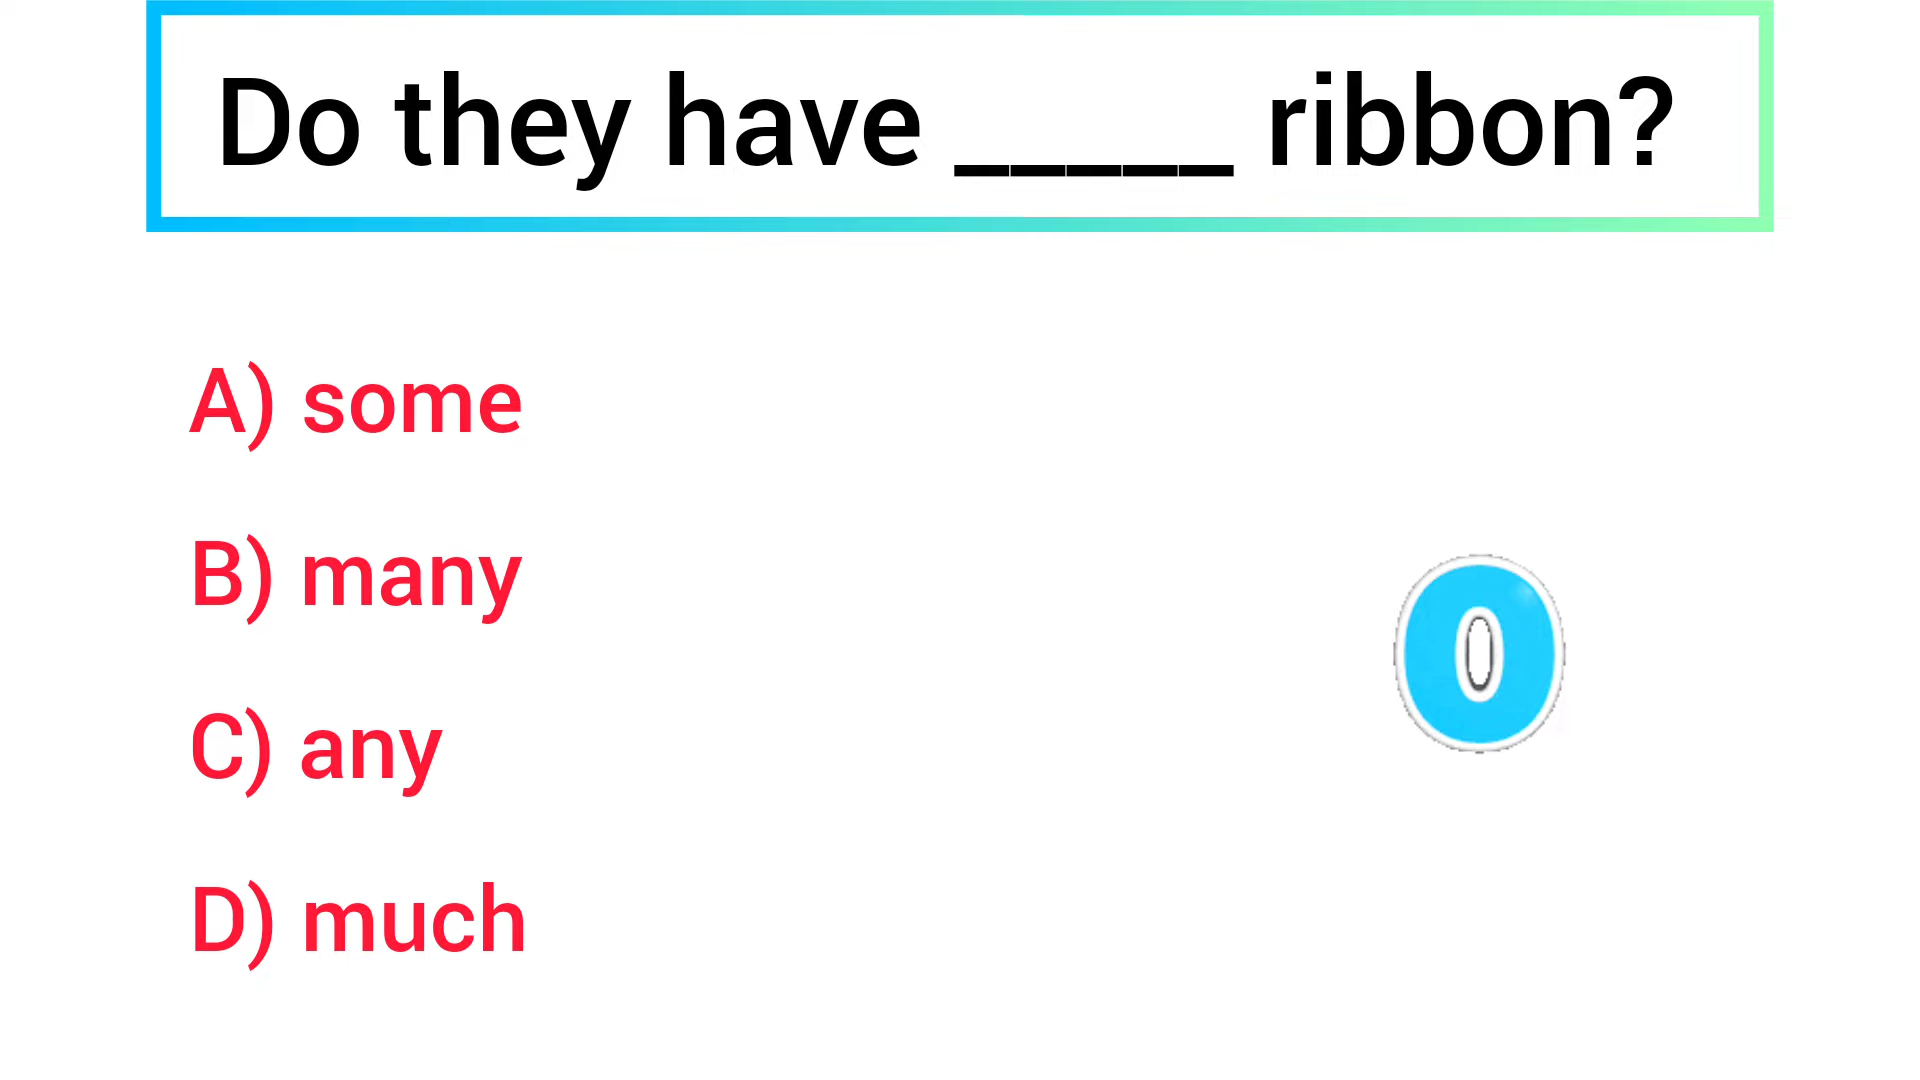 Do they have _____ ribbon?
A) some
B) many
C) any
0
D) much